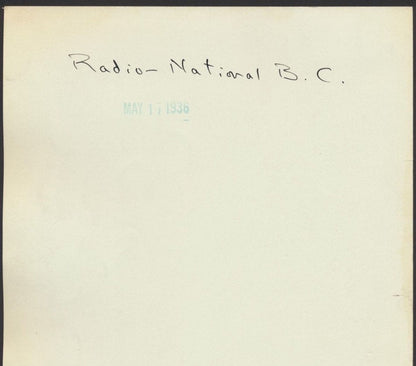 Radio- National B. C.
MAY 17 1936